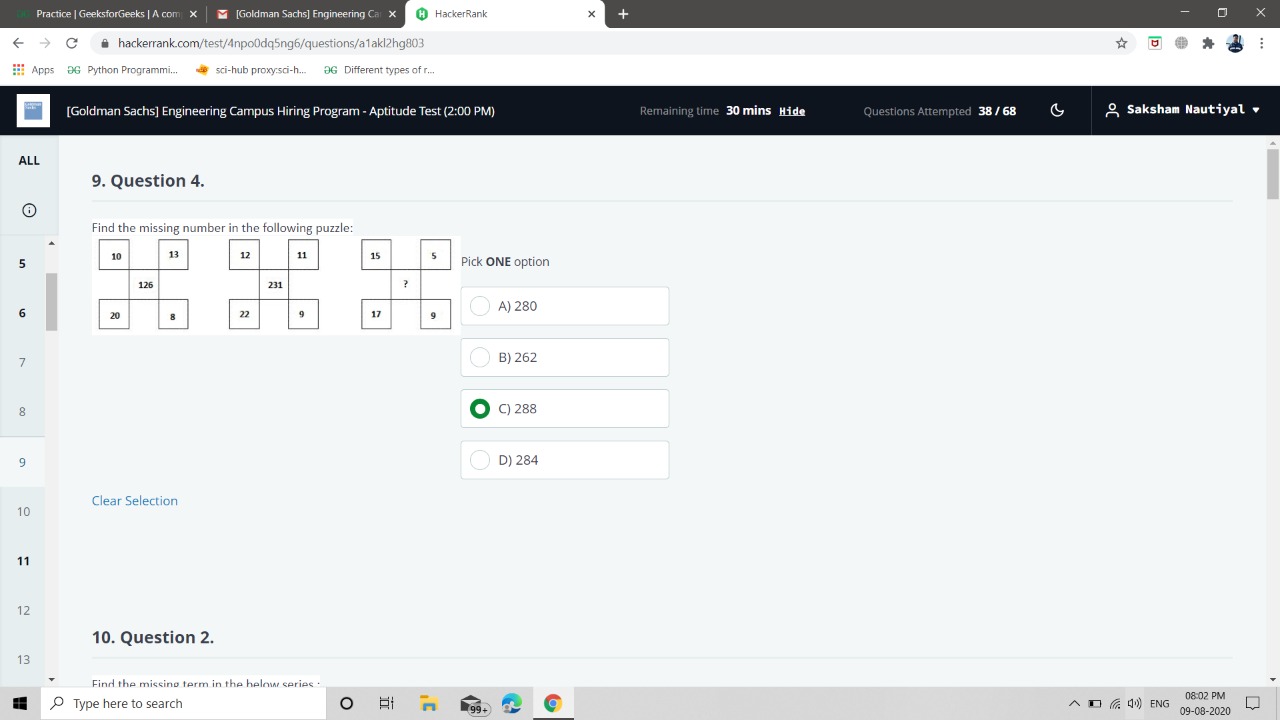 Practice | GeeksforGeeks | A com
[Goldman Sachs] Engineering Ca
HackerRank
hackerrank.com/test/4npo0dq5ng6/questions/a1akl2hg803
Apps
Python Programmi...
sci-hub proxy:sci-h...
Different types of r...
[Goldman Sachs] Engineering Campus Hiring Program - Aptitude Test (2:00 PM)
Remaining time 30 mins Hide
Questions Attempted 38 / 68
Saksham Nautiyal
ALL
5
6
7
8
9
10
11
12
13
9. Question 4.
Find the missing number in the following puzzle:
10 13 12 11 15 5
126 231 ?
20 8 22 9 17 9
Pick ONE option
A) 280
B) 262
C) 288
D) 284
Clear Selection
10. Question 2.
Find the missing term in the below series :
Type here to search
99+
ENG
08:02 PM
09-08-2020